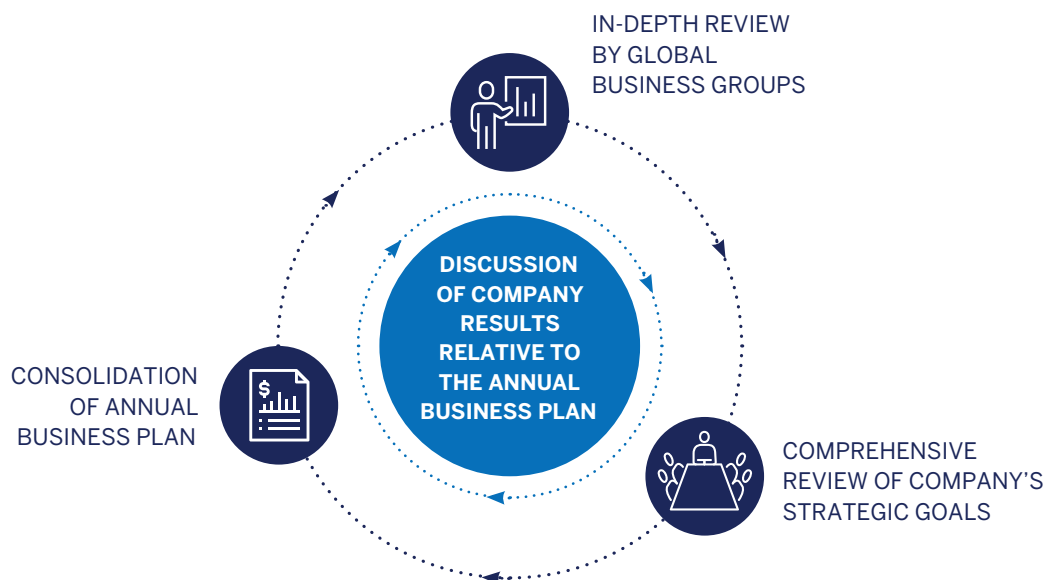 IN-DEPTH REVIEW
BY GLOBAL
BUSINESS GROUPS
DISCUSSION
OF COMPANY
RESULTS
RELATIVE TO
THE ANNUAL
BUSINESS PLAN
CONSOLIDATION
OF ANNUAL
BUSINESS PLAN
$
COMPREHENSIVE
REVIEW OF COMPANY’S
STRATEGIC GOALS